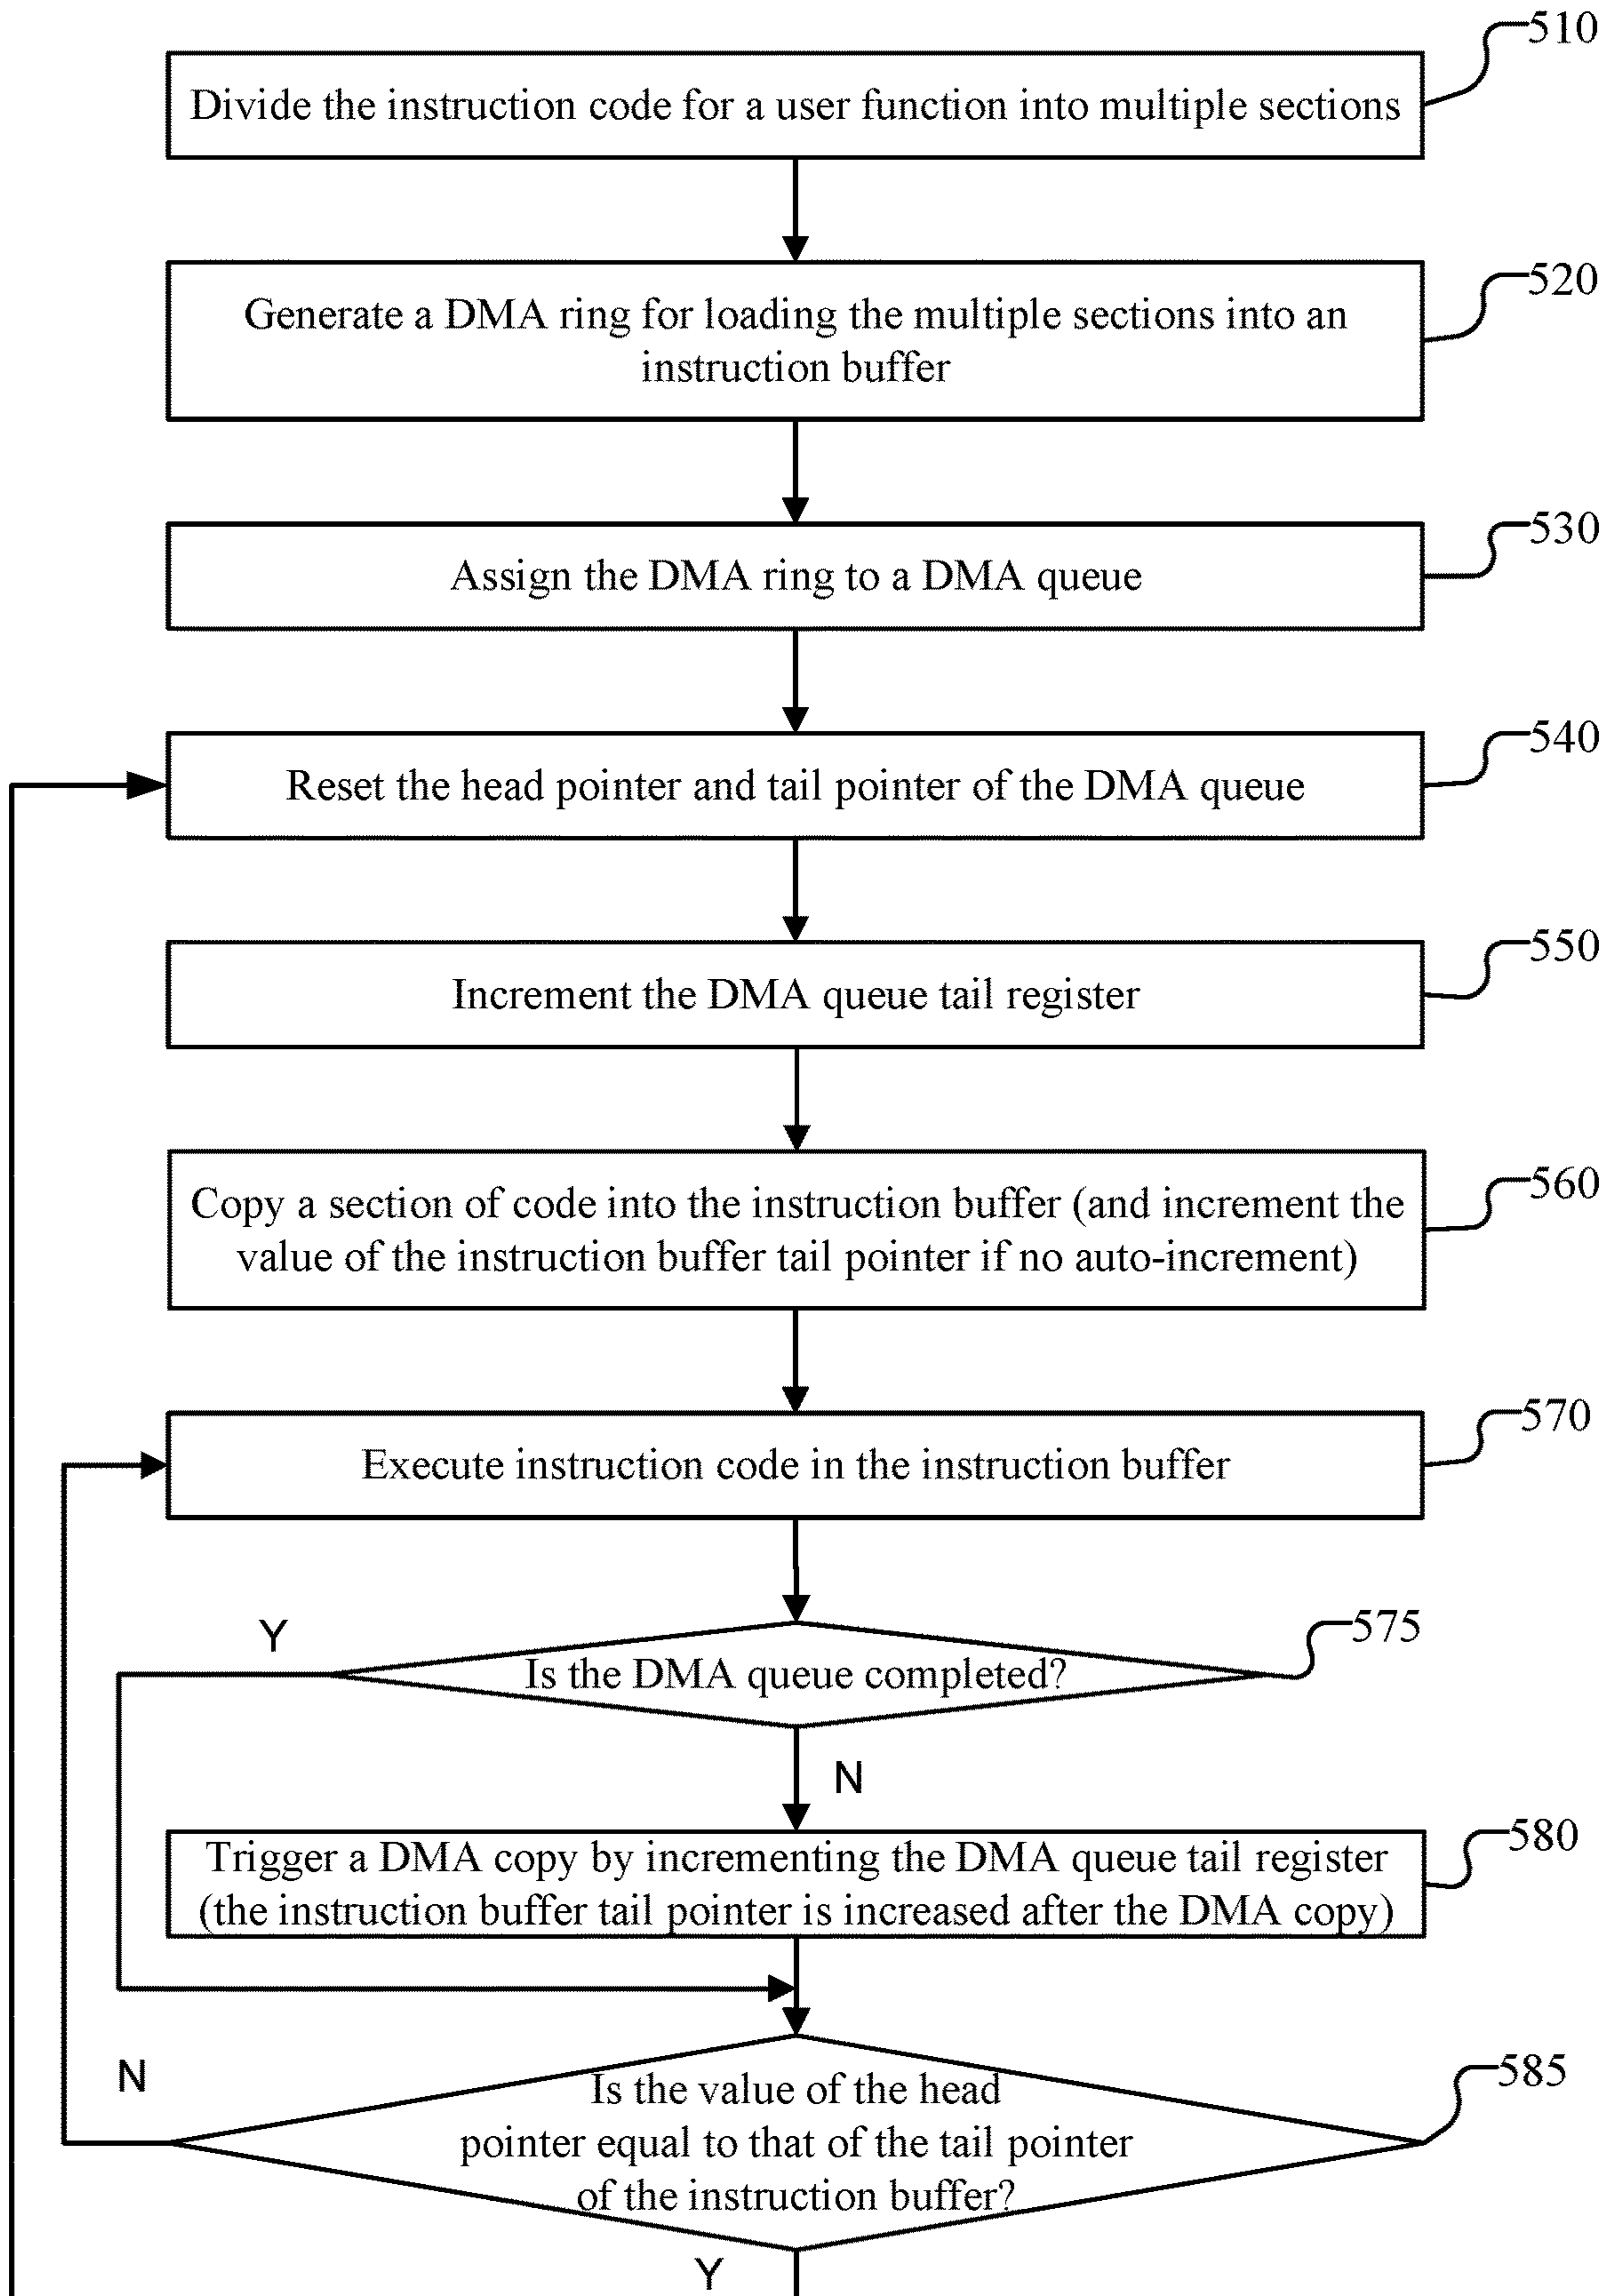 510
Divide the instruction code for a user function into multiple sections
520
Generate a DMA ring for loading the multiple sections into an
instruction buffer
530
Assign the DMA ring to a DMA queue
540
Reset the head pointer and tail pointer of the DMA queue
550
Increment the DMA queue tail register
560
Copy a section of code into the instruction buffer (and increment the
value of the instruction buffer tail pointer if no auto-increment)
570
Execute instruction code in the instruction buffer
575
Y
Is the DMA queue completed?
N
580
Trigger a DMA copy by incrementing the DMA queue tail register
(the instruction buffer tail pointer is increased after the DMA copy)
585
N
Is the value of the head
pointer equal to that of the tail pointer
of the instruction buffer?
Y